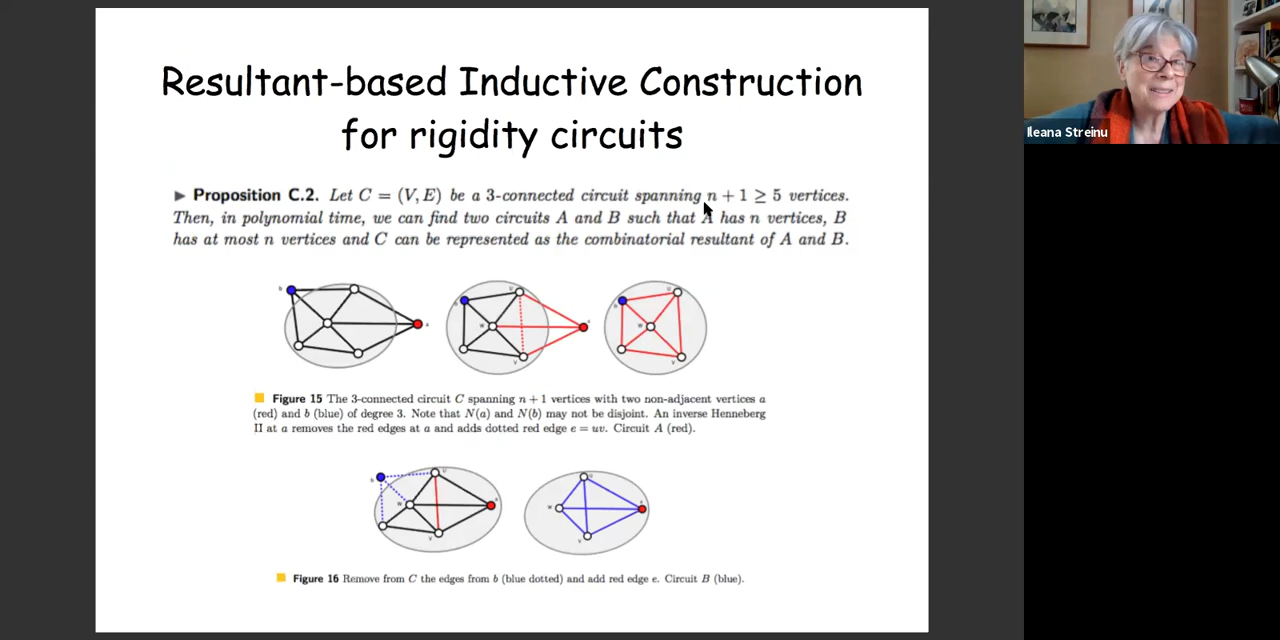 Resultant-based Inductive Construction
for rigidity circuits
► Proposition C.2. Let C = (V, E) be a 3-connected circuit spanning n + 1 ≥ 5 vertices.
Then, in polynomial time, we can find two circuits A and B such that A has n vertices, B
has at most n vertices and C can be represented as the combinatorial resultant of A and B.
Figure 15 The 3-connected circuit C spanning n + 1 vertices with two non-adjacent vertices a
(red) and b (blue) of degree 3. Note that N(a) and N(b) may not be disjoint. An inverse Henneberg
II at a removes the red edges at a and adds dotted red edge e = uv. Circuit A (red).
Figure 16 Remove from C the edges from b (blue dotted) and add red edge e. Circuit B (blue).
Ileana Streinu